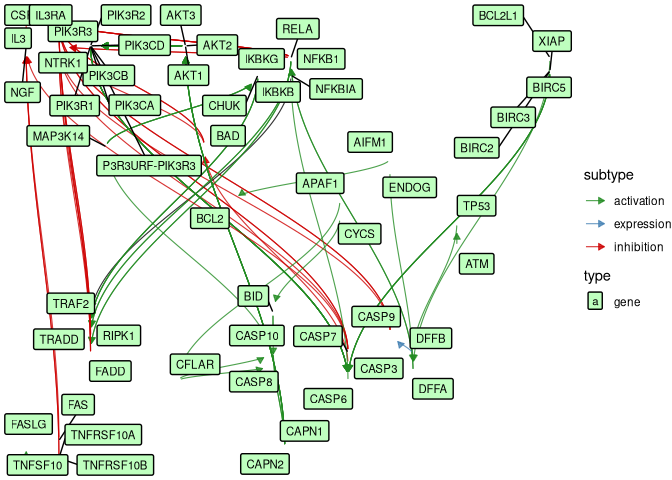 CSI
IL3RA
PIK3R2
AKT3
BCL2L1
PIK3R3
RELA
IL3
PIK3CD
AKT2
XIAP
NTRK1
IKBKG
NFKB1
PIK3CB
AKT1
NGF
IKBKB
NFKBIA
BIRC5
PIK3R1
PIK3CA
CHUK
BIRC3
MAP3K14
BAD
AIFM1
BIRC2
P3R3URF-PIK3R3
APAF1
ENDOG
BCL2
TP53
CYCS
ATM
subtype
activation
expression
inhibition
type
a
gene
TRAF2
BID
CASP9
TRADD
RIPK1
CASP10
CASP7
DFFB
FADD
CFLAR
CASP8
CASP3
DFFA
CASP6
FAS
FASLG
TNFRSF10A
CAPN1
TNFSF10
TNFRSF10B
CAPN2